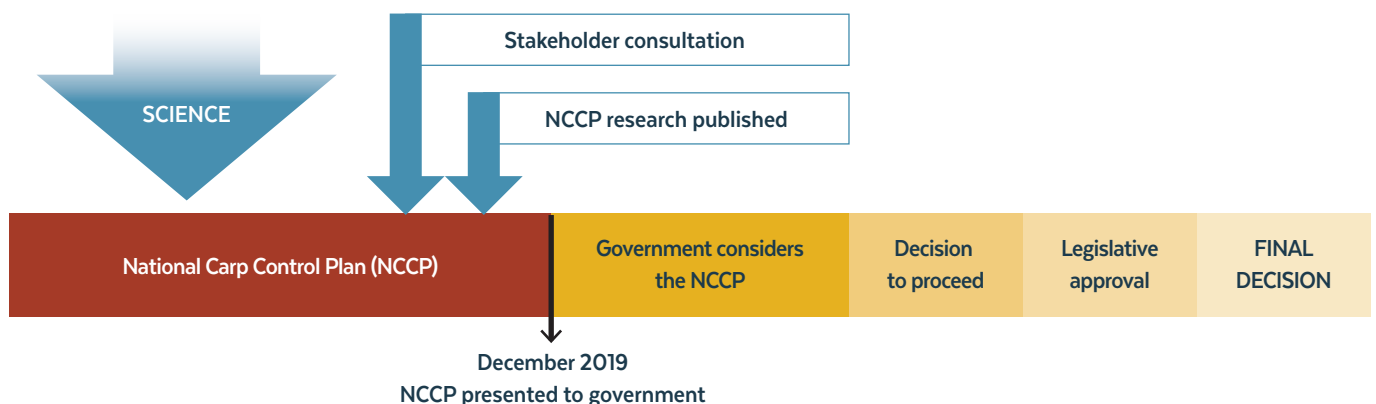 Stakeholder consultation
NCCP research published
SCIENCE
National Carp Control Plan (NCCP)
Government considers
the NCCP
Decision
to proceed
Legislative
approval
FINAL
DECISION
December 2019
NCCP presented to government